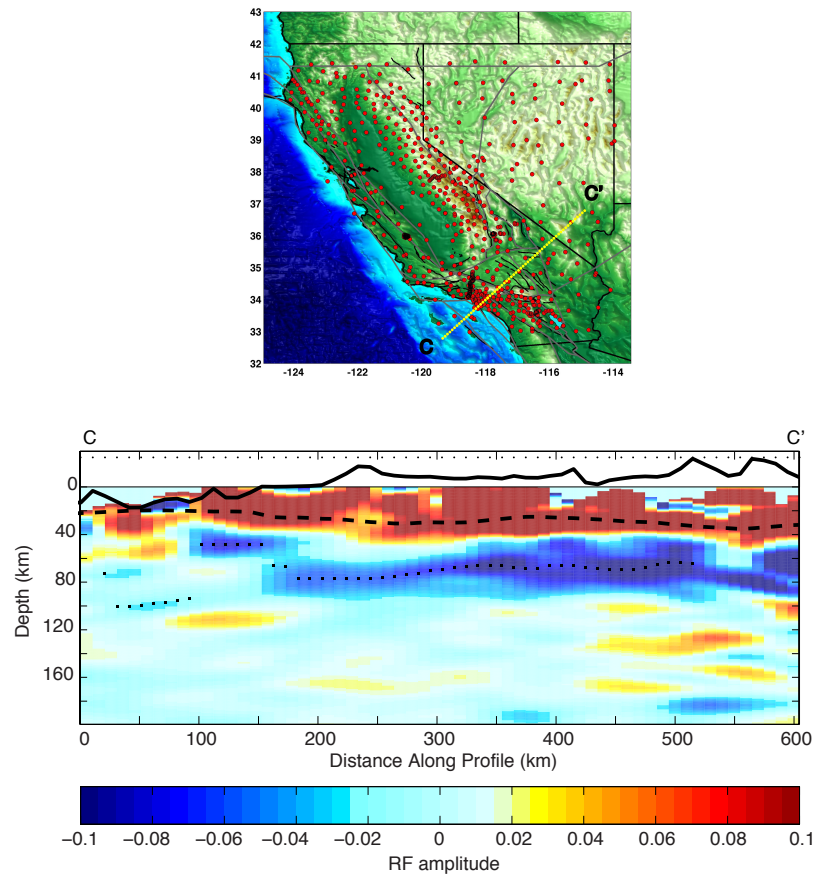 43
42
41
40
39
38
37
36
35
34
33
32
C'
C
-124 -122 -120 -118 -116 -114
C C'
0
40
80
120
160
Depth (km)
0 100 200 300 400 500 600
Distance Along Profile (km)
−0.1 −0.08 −0.06 −0.04 −0.02 0 0.02 0.04 0.06 0.08 0.1
RF amplitude